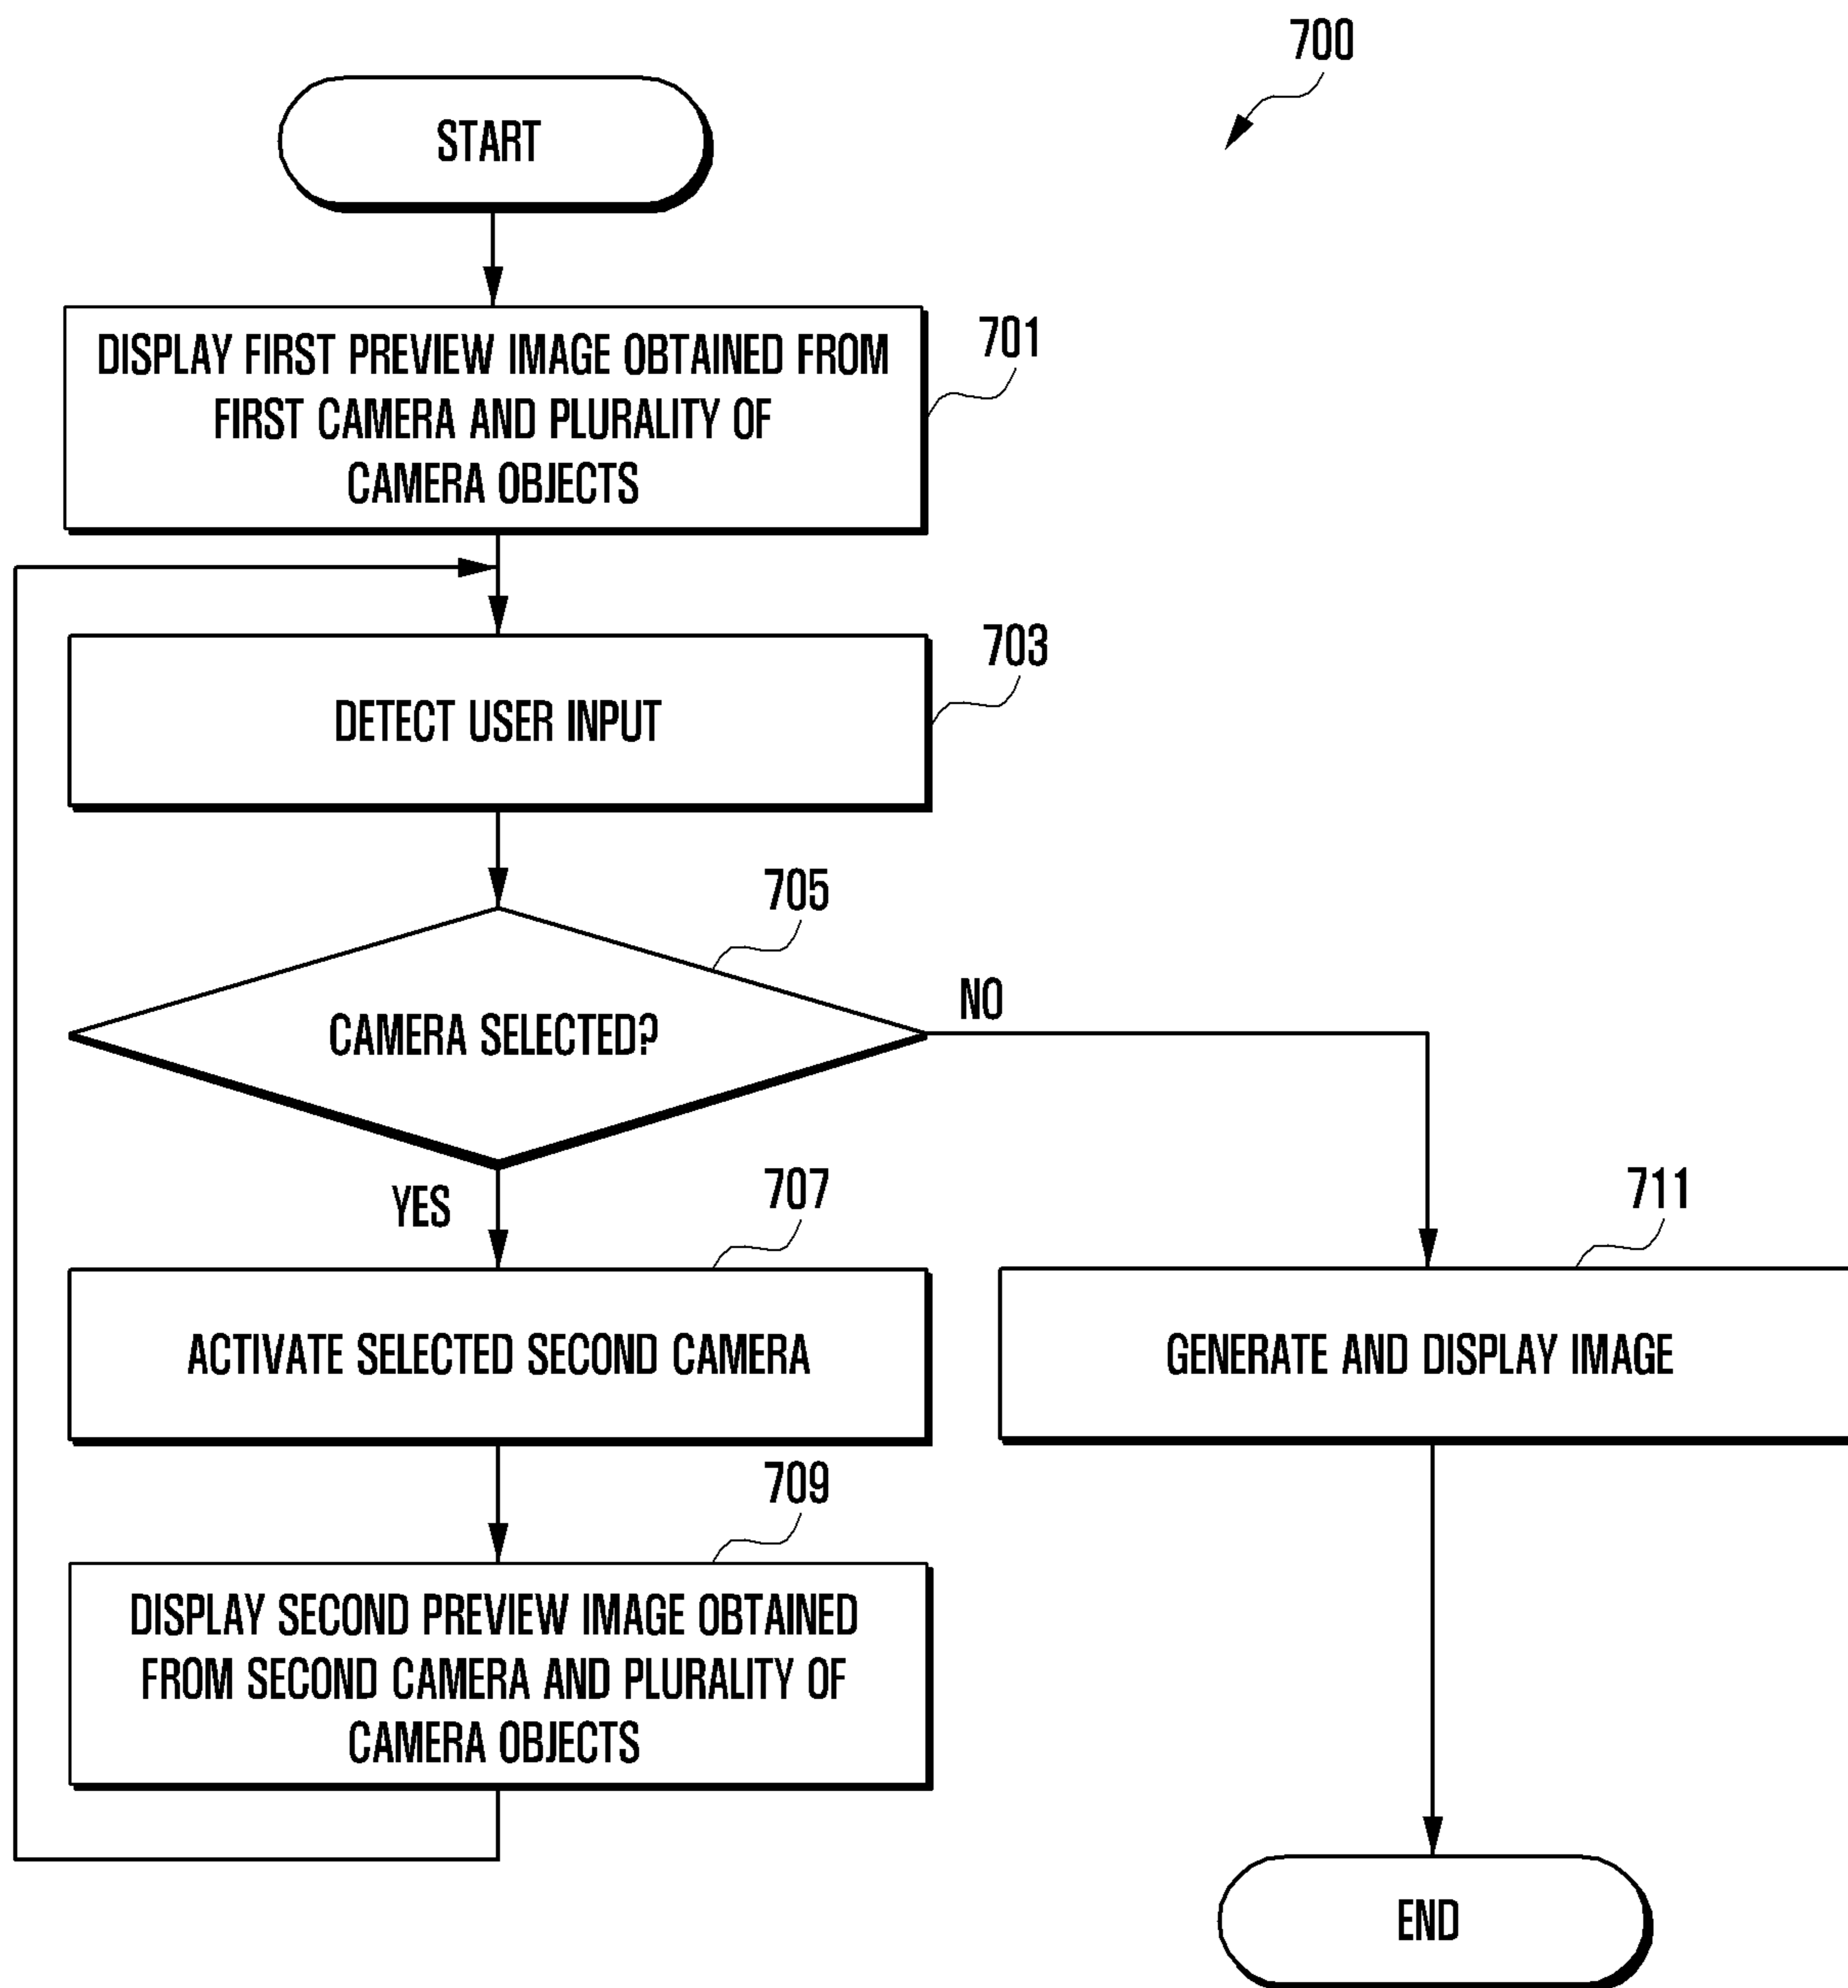 700
START
DISPLAY FIRST PREVIEW IMAGE OBTAINED FROM
FIRST CAMERA AND PLURALITY OF
CAMERA OBJECTS
701
DETECT USER INPUT
703
CAMERA SELECTED?
705
NO
YES
ACTIVATE SELECTED SECOND CAMERA
707
GENERATE AND DISPLAY IMAGE
711
DISPLAY SECOND PREVIEW IMAGE OBTAINED
FROM SECOND CAMERA AND PLURALITY OF
CAMERA OBJECTS
709
END